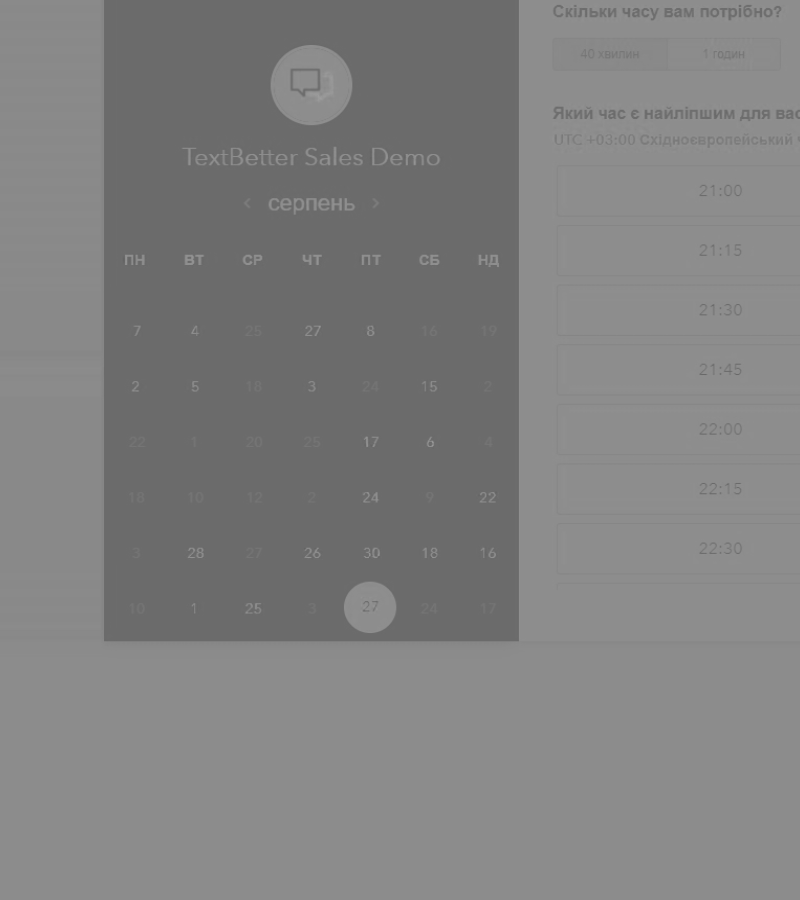 Скільки часу вам потрібно?
40 хвилин 1 годин
Який час є найліпшим для вас
UTC +03:00 Східноєвропейський
TextBetter Sales Demo
‹ серпень ›
ПН ВТ СР ЧТ ПТ СБ НД
7 4 25 27 8 16 19
2 5 18 3 24 15 2
22 1 20 25 17 6 4
18 10 12 2 24 9 22
3 28 27 26 30 18 16
10 1 25 3 27 24 17
21:00
21:15
21:30
21:45
22:00
22:15
22:30